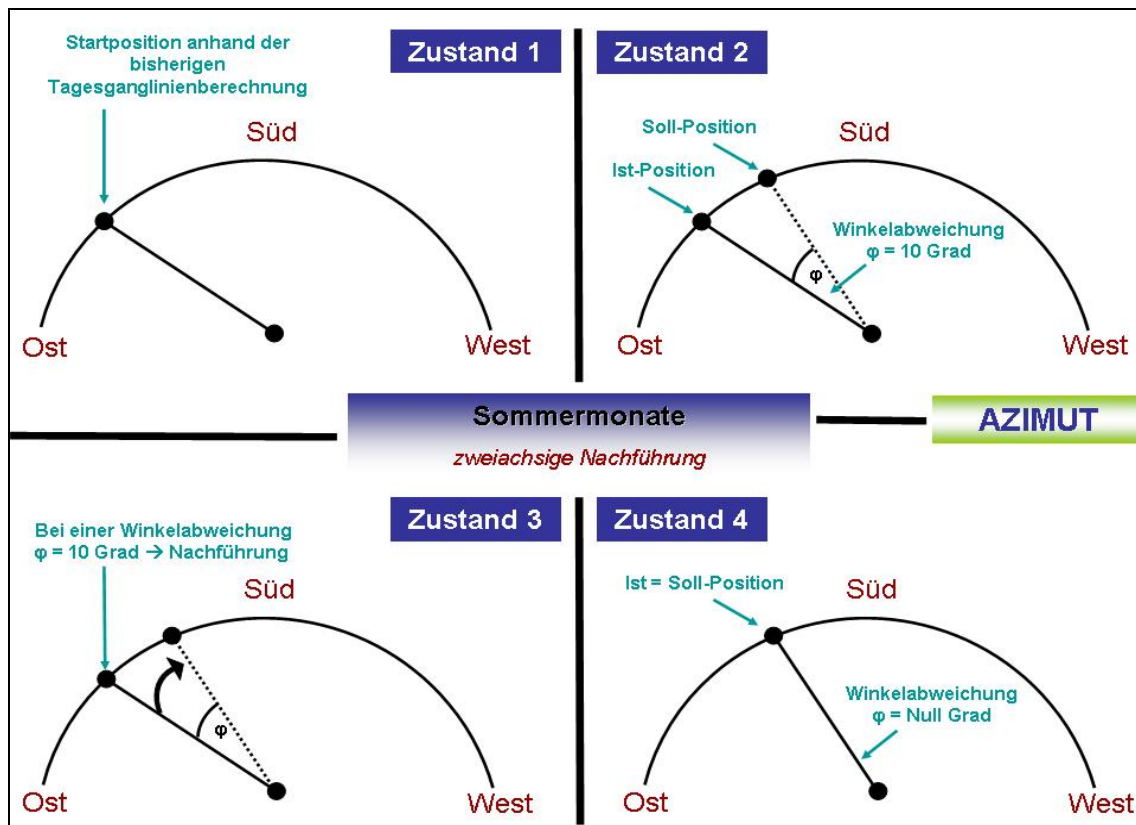 Zustand 1
Startposition anhand der
bisherigen
Tagesganglinienberechnung
Süd
Ost
West
Zustand 2
Soll-Position
Süd
Ist-Position
Winkelabweichung
φ = 10 Grad
φ
Ost
West
Sommermonate
zweiachsige Nachführung
AZIMUT
Zustand 3
Bei einer Winkelabweichung
φ = 10 Grad → Nachführung
Süd
φ
Ost
West
Zustand 4
Ist = Soll-Position
Süd
Winkelabweichung
φ = Null Grad
Ost
West